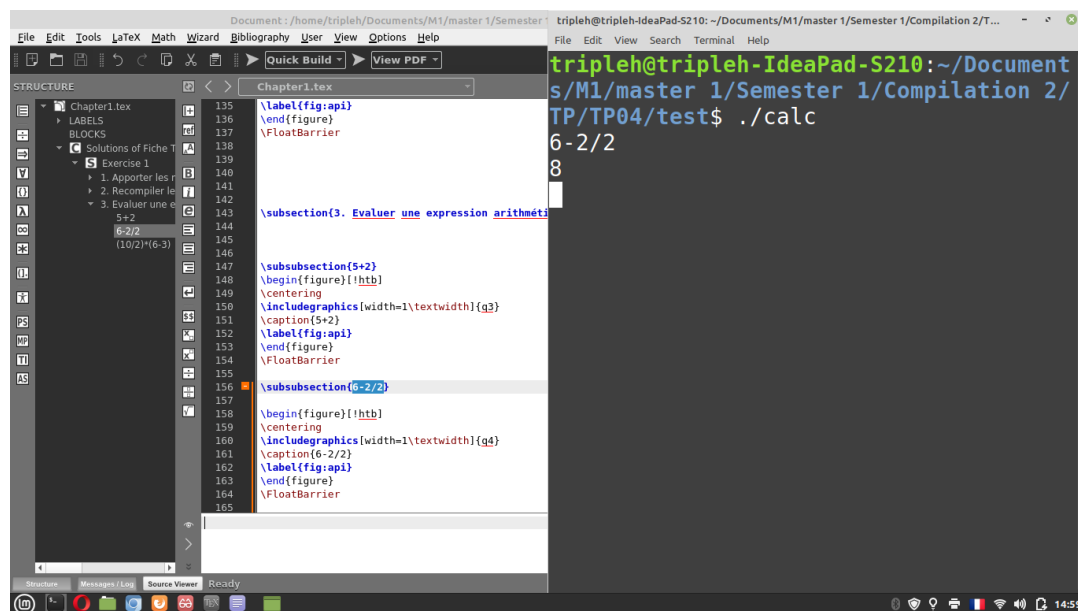 Document : /home/tripleh/Documents/M1/master 1/Semester
File Edit Tools LaTeX Math Wizard Bibliography User View Options Help
Quick Build View PDF
STRUCTURE
Chapter1.tex
Chapter1.tex
LABELS
BLOCKS
Solutions of Fiche T
S Exercise 1
1. Apporter les r
2. Recompiler le
3. Evaluer une e
5+2
6-2/2
(10/2)*(6-3)
135 \label{fig:api}
136 \end{figure}
137 \FloatBarrier
138
139
140
141
142
143 \subsection{3. Evaluer une expression arithméti
144
145
146
147 \subsubsection{5+2}
148 \begin{figure}[!htb]
149 \centering
150 \includegraphics[width=1\textwidth]{q3}
151 \caption{5+2}
152 \label{fig:api}
153 \end{figure}
154 \FloatBarrier
155
156 \subsubsection{6-2/2}
157
158 \begin{figure}[!htb]
159 \centering
160 \includegraphics[width=1\textwidth]{q4}
161 \caption{6-2/2}
162 \label{fig:api}
163 \end{figure}
164 \FloatBarrier
165
Structure Messages / Log Source Viewer Ready
tripleh@tripleh-IdeaPad-S210: ~/Documents/M1/master 1/Semester 1/Compilation 2/T...
File Edit View Search Terminal Help
tripleh@tripleh-IdeaPad-S210:~/Document
s/M1/master 1/Semester 1/Compilation 2/
TP/TP04/test$ ./calc
6-2/2
8